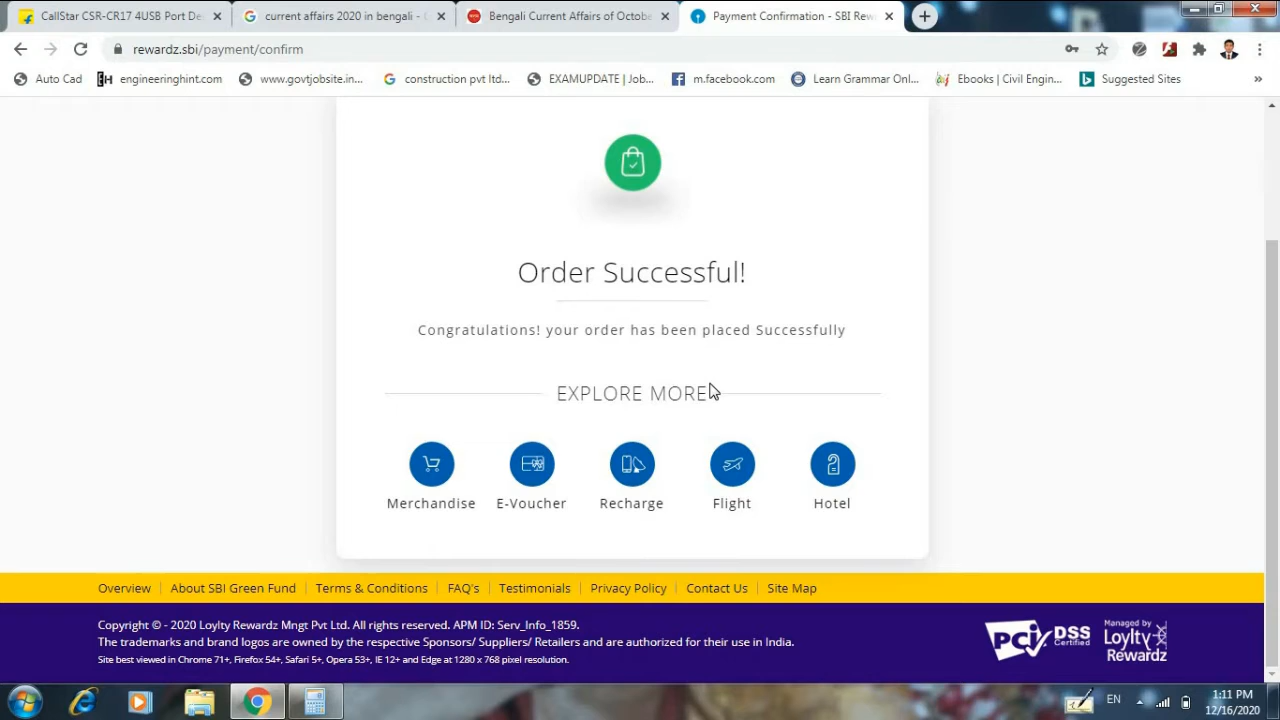 CallStar CSR-CR17 4USB Port De
current affairs 2020 in bengali - G
Bengali Current Affairs of Octobe
Payment Confirmation - SBI Rew
rewardz.sbi/payment/confirm
Auto Cad
engineeringhint.com
www.govtjobsite.in...
construction pvt ltd...
EXAMUPDATE | Job...
m.facebook.com
Learn Grammar Onl...
Ebooks | Civil Engin...
Suggested Sites
»
Order Successful!
Congratulations! your order has been placed Successfully
EXPLORE MORE
Merchandise E-Voucher Recharge Flight Hotel
Overview | About SBI Green Fund | Terms & Conditions | FAQ's | Testimonials | Privacy Policy | Contact Us | Site Map
Copyright © - 2020 Loylty Rewardz Mngt Pvt Ltd. All rights reserved. APM ID: Serv_Info_1859.
The trademarks and brand logos are owned by the respective Sponsors/ Suppliers/ Retailers and are authorized for their use in India.
Site best viewed in Chrome 71+, Firefox 54+, Safari 5+, Opera 53+, IE 12+ and Edge at 1280 x 768 pixel resolution.
PCI DSS Certified
Managed by
Loylty Rewardz
EN
1:11 PM
12/16/2020